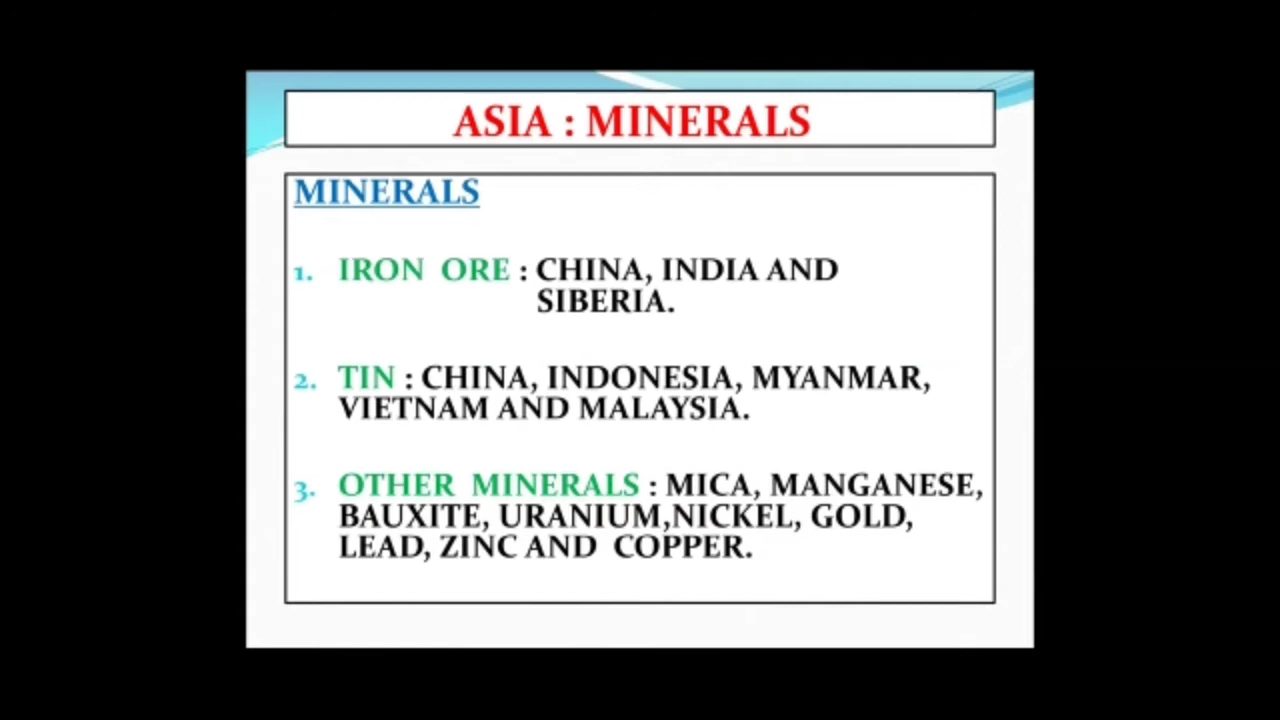 ASIA : MINERALS
MINERALS
1. IRON ORE : CHINA, INDIA AND
SIBERIA.
2. TIN : CHINA, INDONESIA, MYANMAR,
VIETNAM AND MALAYSIA.
3. OTHER MINERALS : MICA, MANGANESE,
BAUXITE, URANIUM,NICKEL, GOLD,
LEAD, ZINC AND COPPER.